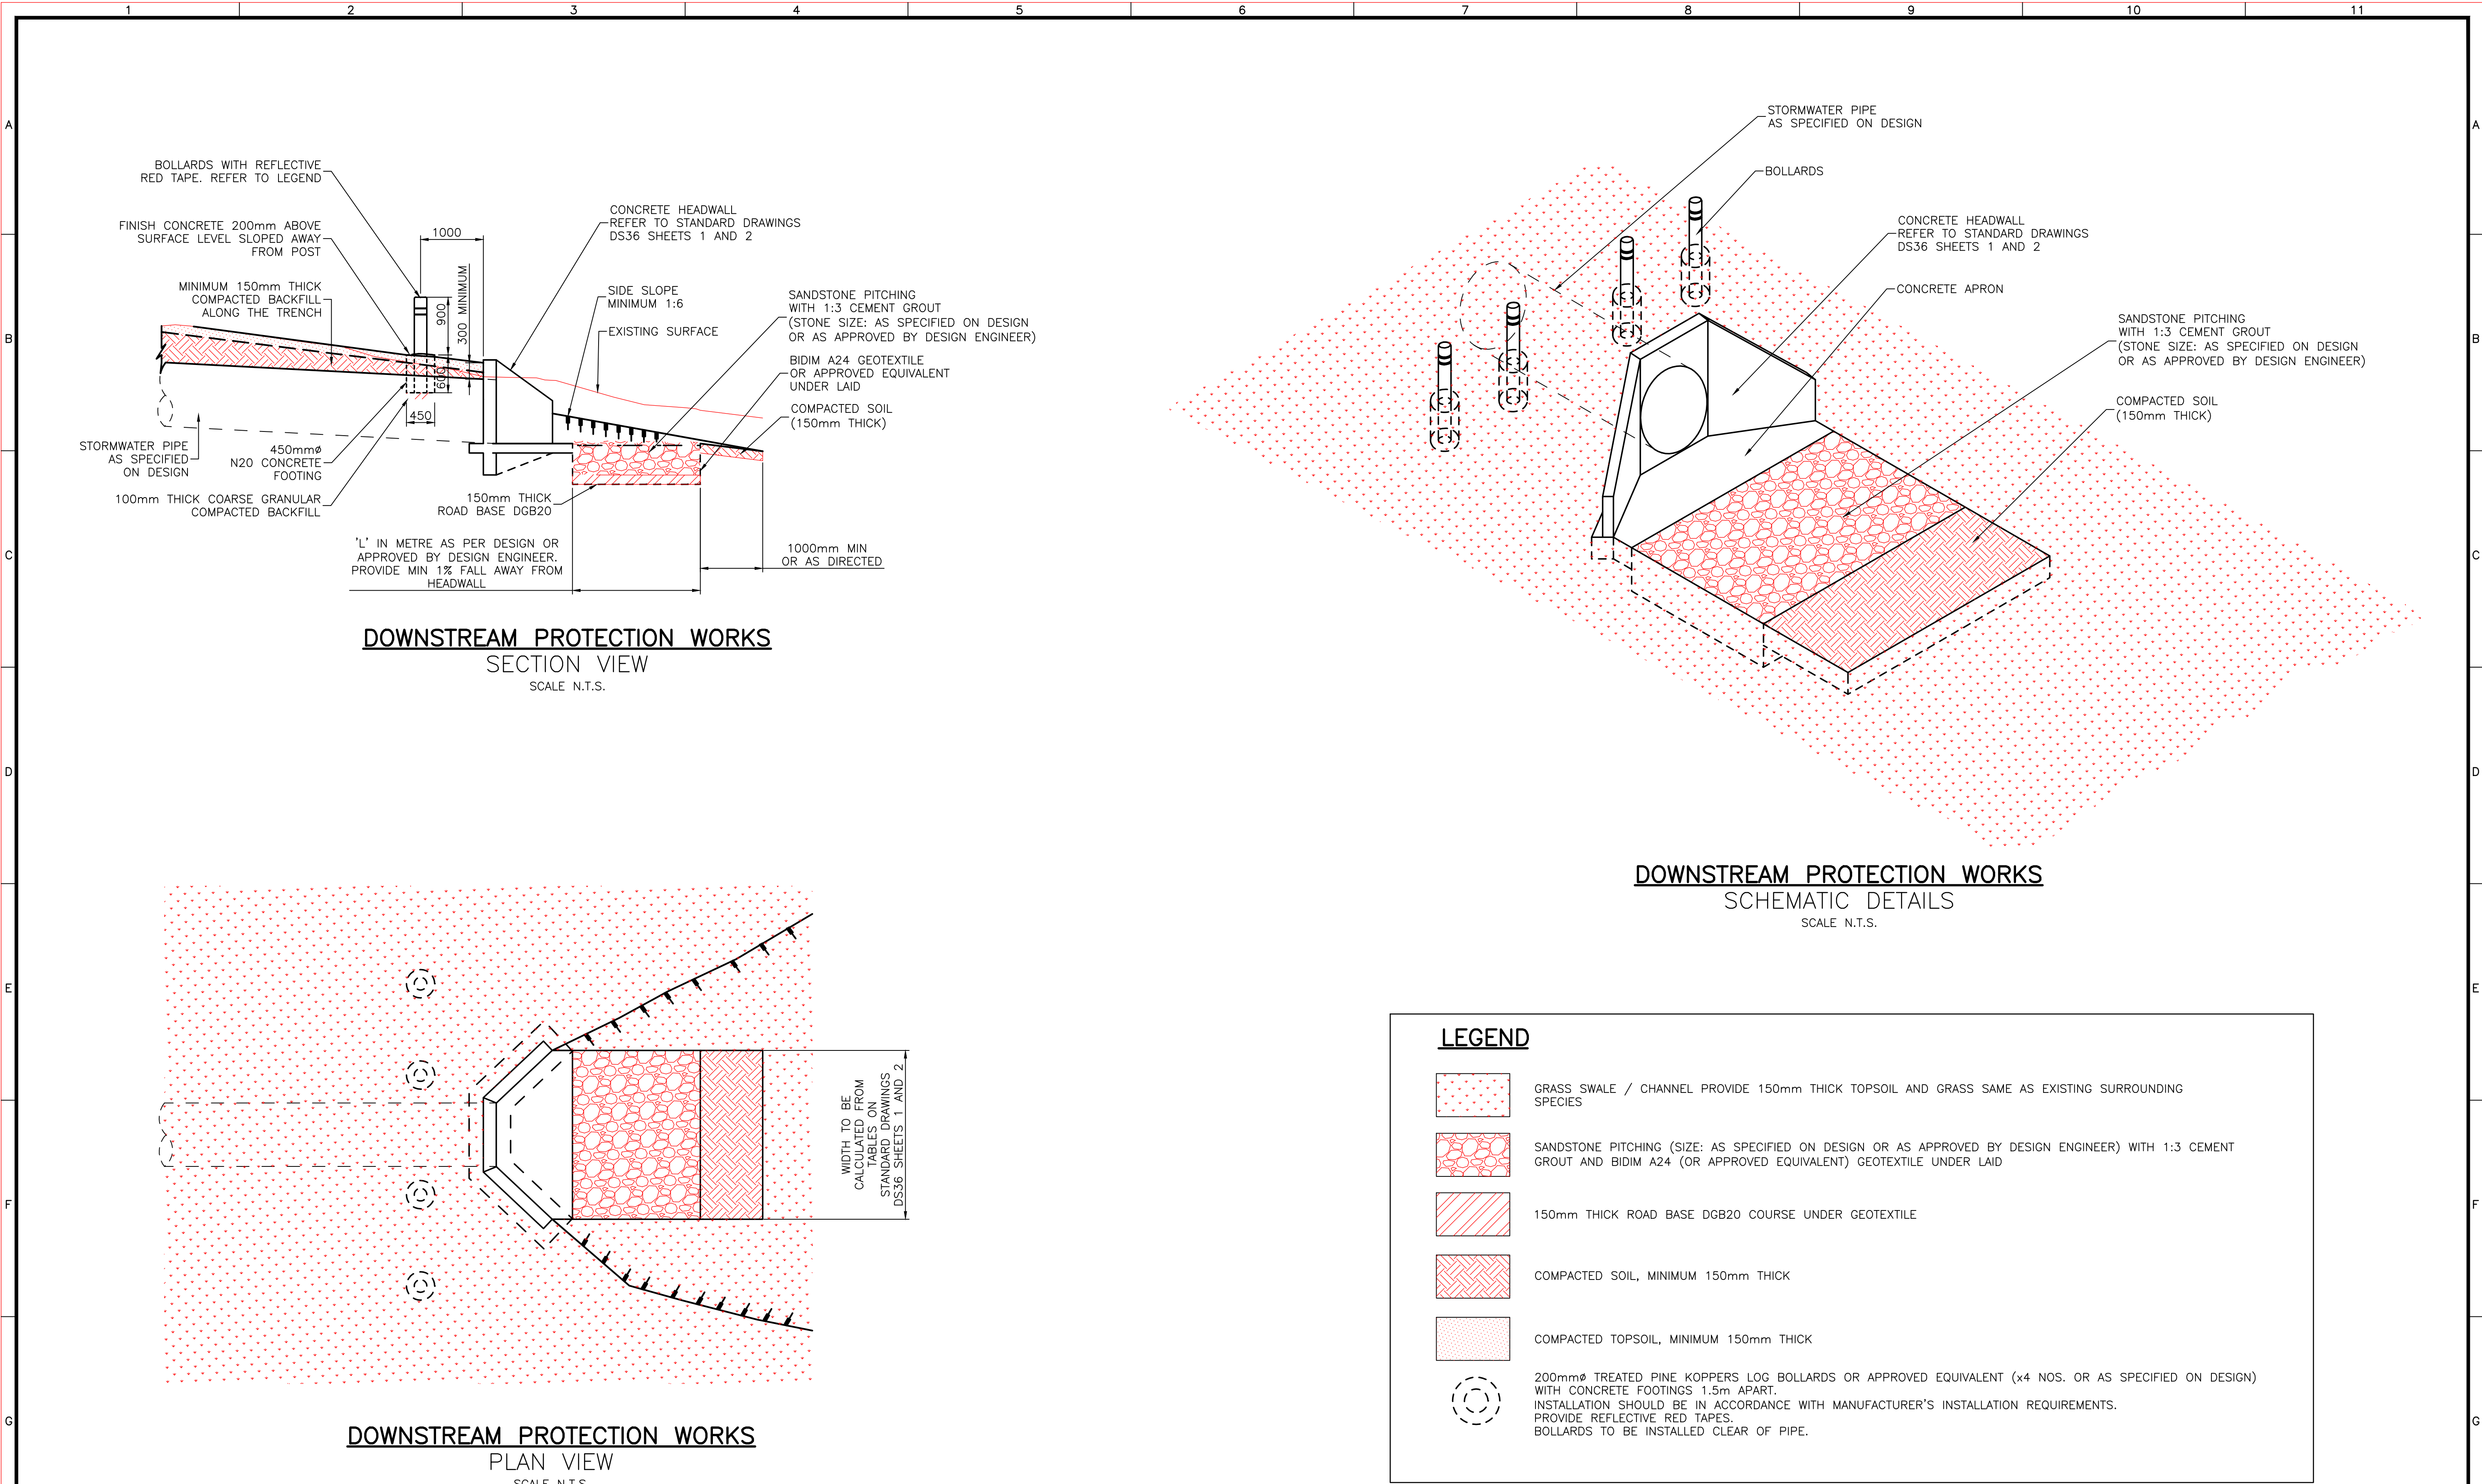 1 2 3 4 5 6 7 8 9 10 11
A A
B B
C C
D D
E E
F F
G G
BOLLARDS WITH REFLECTIVE
RED TAPE. REFER TO LEGEND
FINISH CONCRETE 200mm ABOVE
SURFACE LEVEL SLOPED AWAY
FROM POST
MINIMUM 150mm THICK
COMPACTED BACKFILL
ALONG THE TRENCH
STORMWATER PIPE
AS SPECIFIED
ON DESIGN
450mmø
N20 CONCRETE
FOOTING
100mm THICK COARSE GRANULAR
COMPACTED BACKFILL
1000
300 MINIMUM
900
600
450
CONCRETE HEADWALL
REFER TO STANDARD DRAWINGS
DS36 SHEETS 1 AND 2
SIDE SLOPE
MINIMUM 1:6
EXISTING SURFACE
SANDSTONE PITCHING
WITH 1:3 CEMENT GROUT
(STONE SIZE: AS SPECIFIED ON DESIGN
OR AS APPROVED BY DESIGN ENGINEER)
BIDIM A24 GEOTEXTILE
OR APPROVED EQUIVALENT
UNDER LAID
COMPACTED SOIL
(150mm THICK)
150mm THICK
ROAD BASE DGB20
'L' IN METRE AS PER DESIGN OR
APPROVED BY DESIGN ENGINEER.
PROVIDE MIN 1% FALL AWAY FROM
HEADWALL
1000mm MIN
OR AS DIRECTED
DOWNSTREAM PROTECTION WORKS
SECTION VIEW
SCALE N.T.S.
STORMWATER PIPE
AS SPECIFIED ON DESIGN
BOLLARDS
CONCRETE HEADWALL
REFER TO STANDARD DRAWINGS
DS36 SHEETS 1 AND 2
CONCRETE APRON
SANDSTONE PITCHING
WITH 1:3 CEMENT GROUT
(STONE SIZE: AS SPECIFIED ON DESIGN
OR AS APPROVED BY DESIGN ENGINEER)
COMPACTED SOIL
(150mm THICK)
DOWNSTREAM PROTECTION WORKS
SCHEMATIC DETAILS
SCALE N.T.S.
WIDTH TO BE
CALCULATED FROM
TABLES ON
STANDARD DRAWINGS
DS36 SHEETS 1 AND 2
DOWNSTREAM PROTECTION WORKS
PLAN VIEW
SCALE N.T.S.
LEGEND
GRASS SWALE / CHANNEL PROVIDE 150mm THICK TOPSOIL AND GRASS SAME AS EXISTING SURROUNDING
SPECIES
SANDSTONE PITCHING (SIZE: AS SPECIFIED ON DESIGN OR AS APPROVED BY DESIGN ENGINEER) WITH 1:3 CEMENT
GROUT AND BIDIM A24 (OR APPROVED EQUIVALENT) GEOTEXTILE UNDER LAID
150mm THICK ROAD BASE DGB20 COURSE UNDER GEOTEXTILE
COMPACTED SOIL, MINIMUM 150mm THICK
COMPACTED TOPSOIL, MINIMUM 150mm THICK
200mmø TREATED PINE KOPPERS LOG BOLLARDS OR APPROVED EQUIVALENT (x4 NOS. OR AS SPECIFIED ON DESIGN)
WITH CONCRETE FOOTINGS 1.5m APART.
INSTALLATION SHOULD BE IN ACCORDANCE WITH MANUFACTURER'S INSTALLATION REQUIREMENTS.
PROVIDE REFLECTIVE RED TAPES.
BOLLARDS TO BE INSTALLED CLEAR OF PIPE.